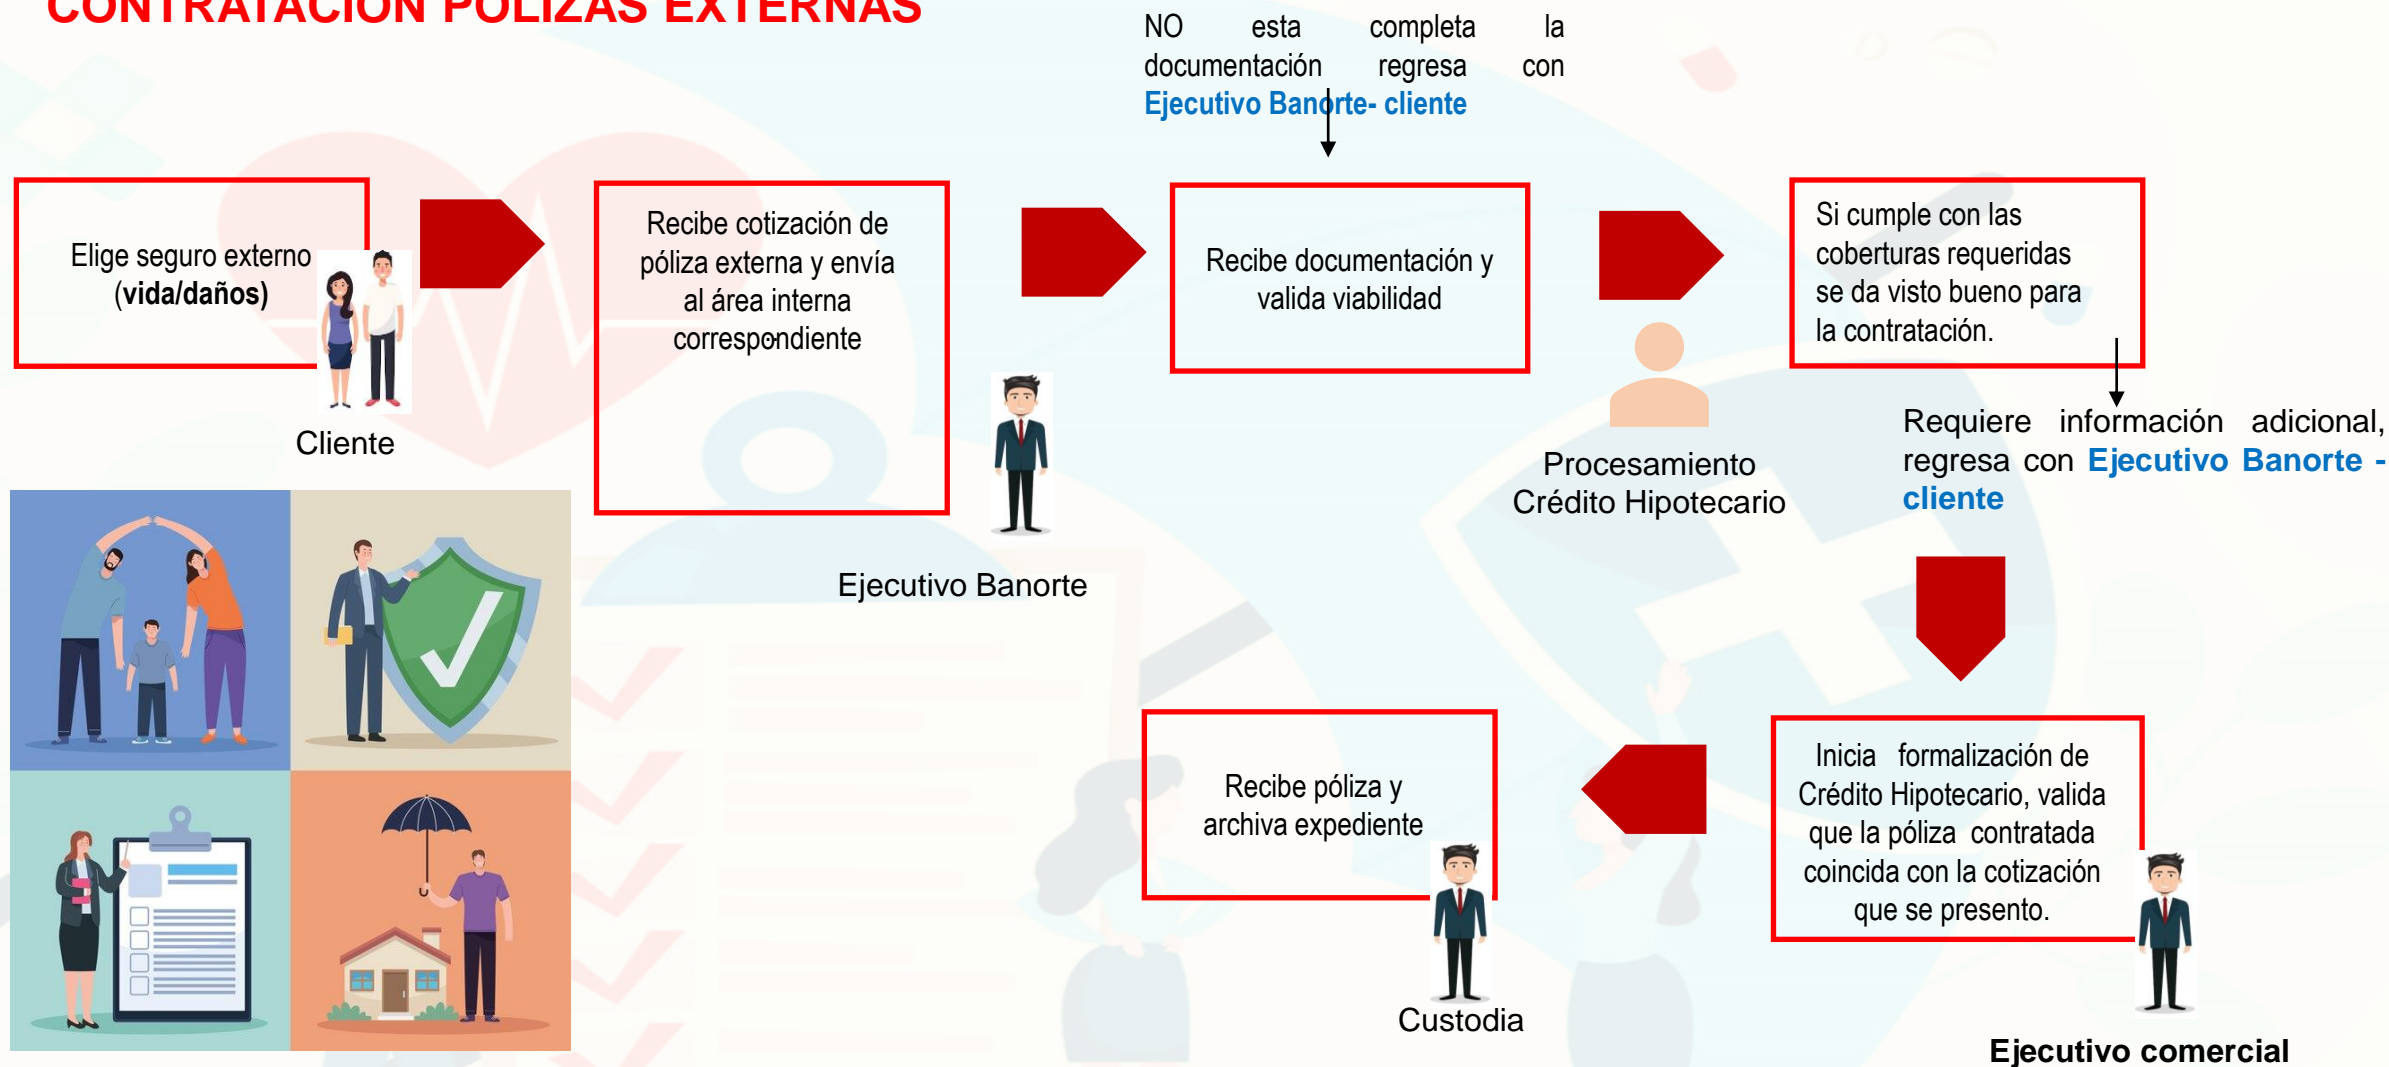 CONTRATACIÓN PÓLIZAS EXTERNAS
NO esta completa la
documentación regresa con
Ejecutivo Banorte- cliente
Elige seguro externo
(vida/daños)
Cliente
Recibe cotización de
póliza externa y envía
al área interna
correspondiente
Ejecutivo Banorte
Recibe documentación y
valida viabilidad
Procesamiento
Crédito Hipotecario
Si cumple con las
coberturas requeridas
se da visto bueno para
la contratación.
Requiere información adicional,
regresa con Ejecutivo Banorte -
cliente
Inicia formalización de
Crédito Hipotecario, valida
que la póliza contratada
coincida con la cotización
que se presento.
Ejecutivo comercial
Recibe póliza y
archiva expediente
Custodia